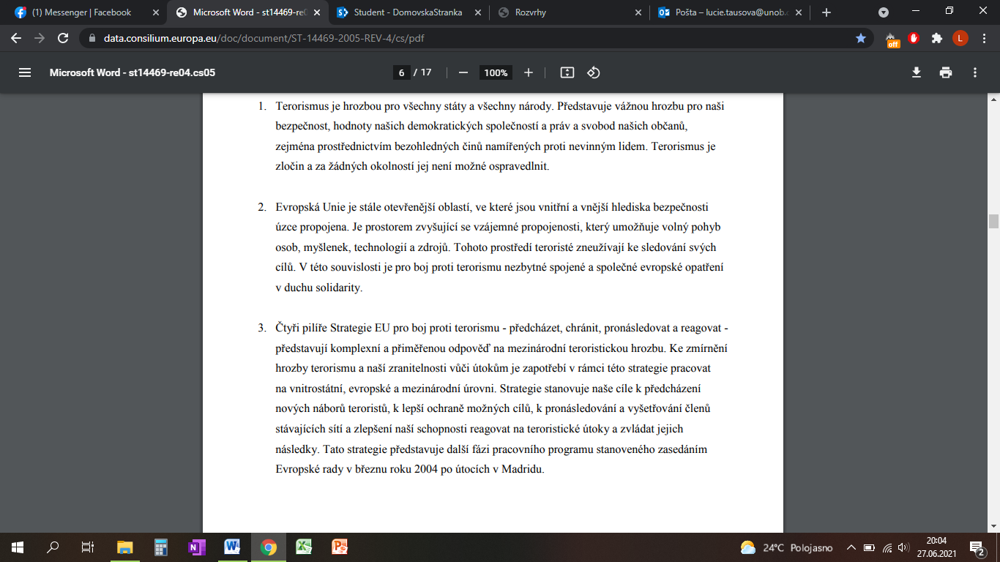 (1) Messenger | Facebook
Microsoft Word - st14469-re0
Student - DomovskaStranka
Rozvrhy
Pošta – lucie.tausova@unob.c
data.consilium.europa.eu/doc/document/ST-14469-2005-REV-4/cs/pdf
off
L
Microsoft Word - st14469-re04.cs05
6 / 17
100%
1. Terorismus je hrozbou pro všechny státy a všechny národy. Představuje vážnou hrozbu pro naši
bezpečnost, hodnoty našich demokratických společností a práv a svobod našich občanů,
zejména prostřednictvím bezohledných činů namířených proti nevinným lidem. Terorismus je
zločin a za žádných okolností jej není možné ospravedlnit.
2. Evropská Unie je stále otevřenější oblastí, ve které jsou vnitřní a vnější hlediska bezpečnosti
úzce propojena. Je prostorem zvyšující se vzájemné propojenosti, který umožňuje volný pohyb
osob, myšlenek, technologií a zdrojů. Tohoto prostředí teroristé zneužívají ke sledování svých
cílů. V této souvislosti je pro boj proti terorismu nezbytné spojené a společné evropské opatření
v duchu solidarity.
3. Čtyři pilíře Strategie EU pro boj proti terorismu - předcházet, chránit, pronásledovat a reagovat -
představují komplexní a přiměřenou odpověď na mezinárodní teroristickou hrozbu. Ke zmírnění
hrozby terorismu a naší zranitelnosti vůči útokům je zapotřebí v rámci této strategie pracovat
na vnitrostátní, evropské a mezinárodní úrovni. Strategie stanovuje naše cíle k předcházení
nových náborů teroristů, k lepší ochraně možných cílů, k pronásledování a vyšetřování členů
stávajících sítí a zlepšení naší schopnosti reagovat na teroristické útoky a zvládat jejich
následky. Tato strategie představuje další fázi pracovního programu stanoveného zasedáním
Evropské rady v březnu roku 2004 po útocích v Madridu.
24°C Polojasno
20:04
27.06.2021
2